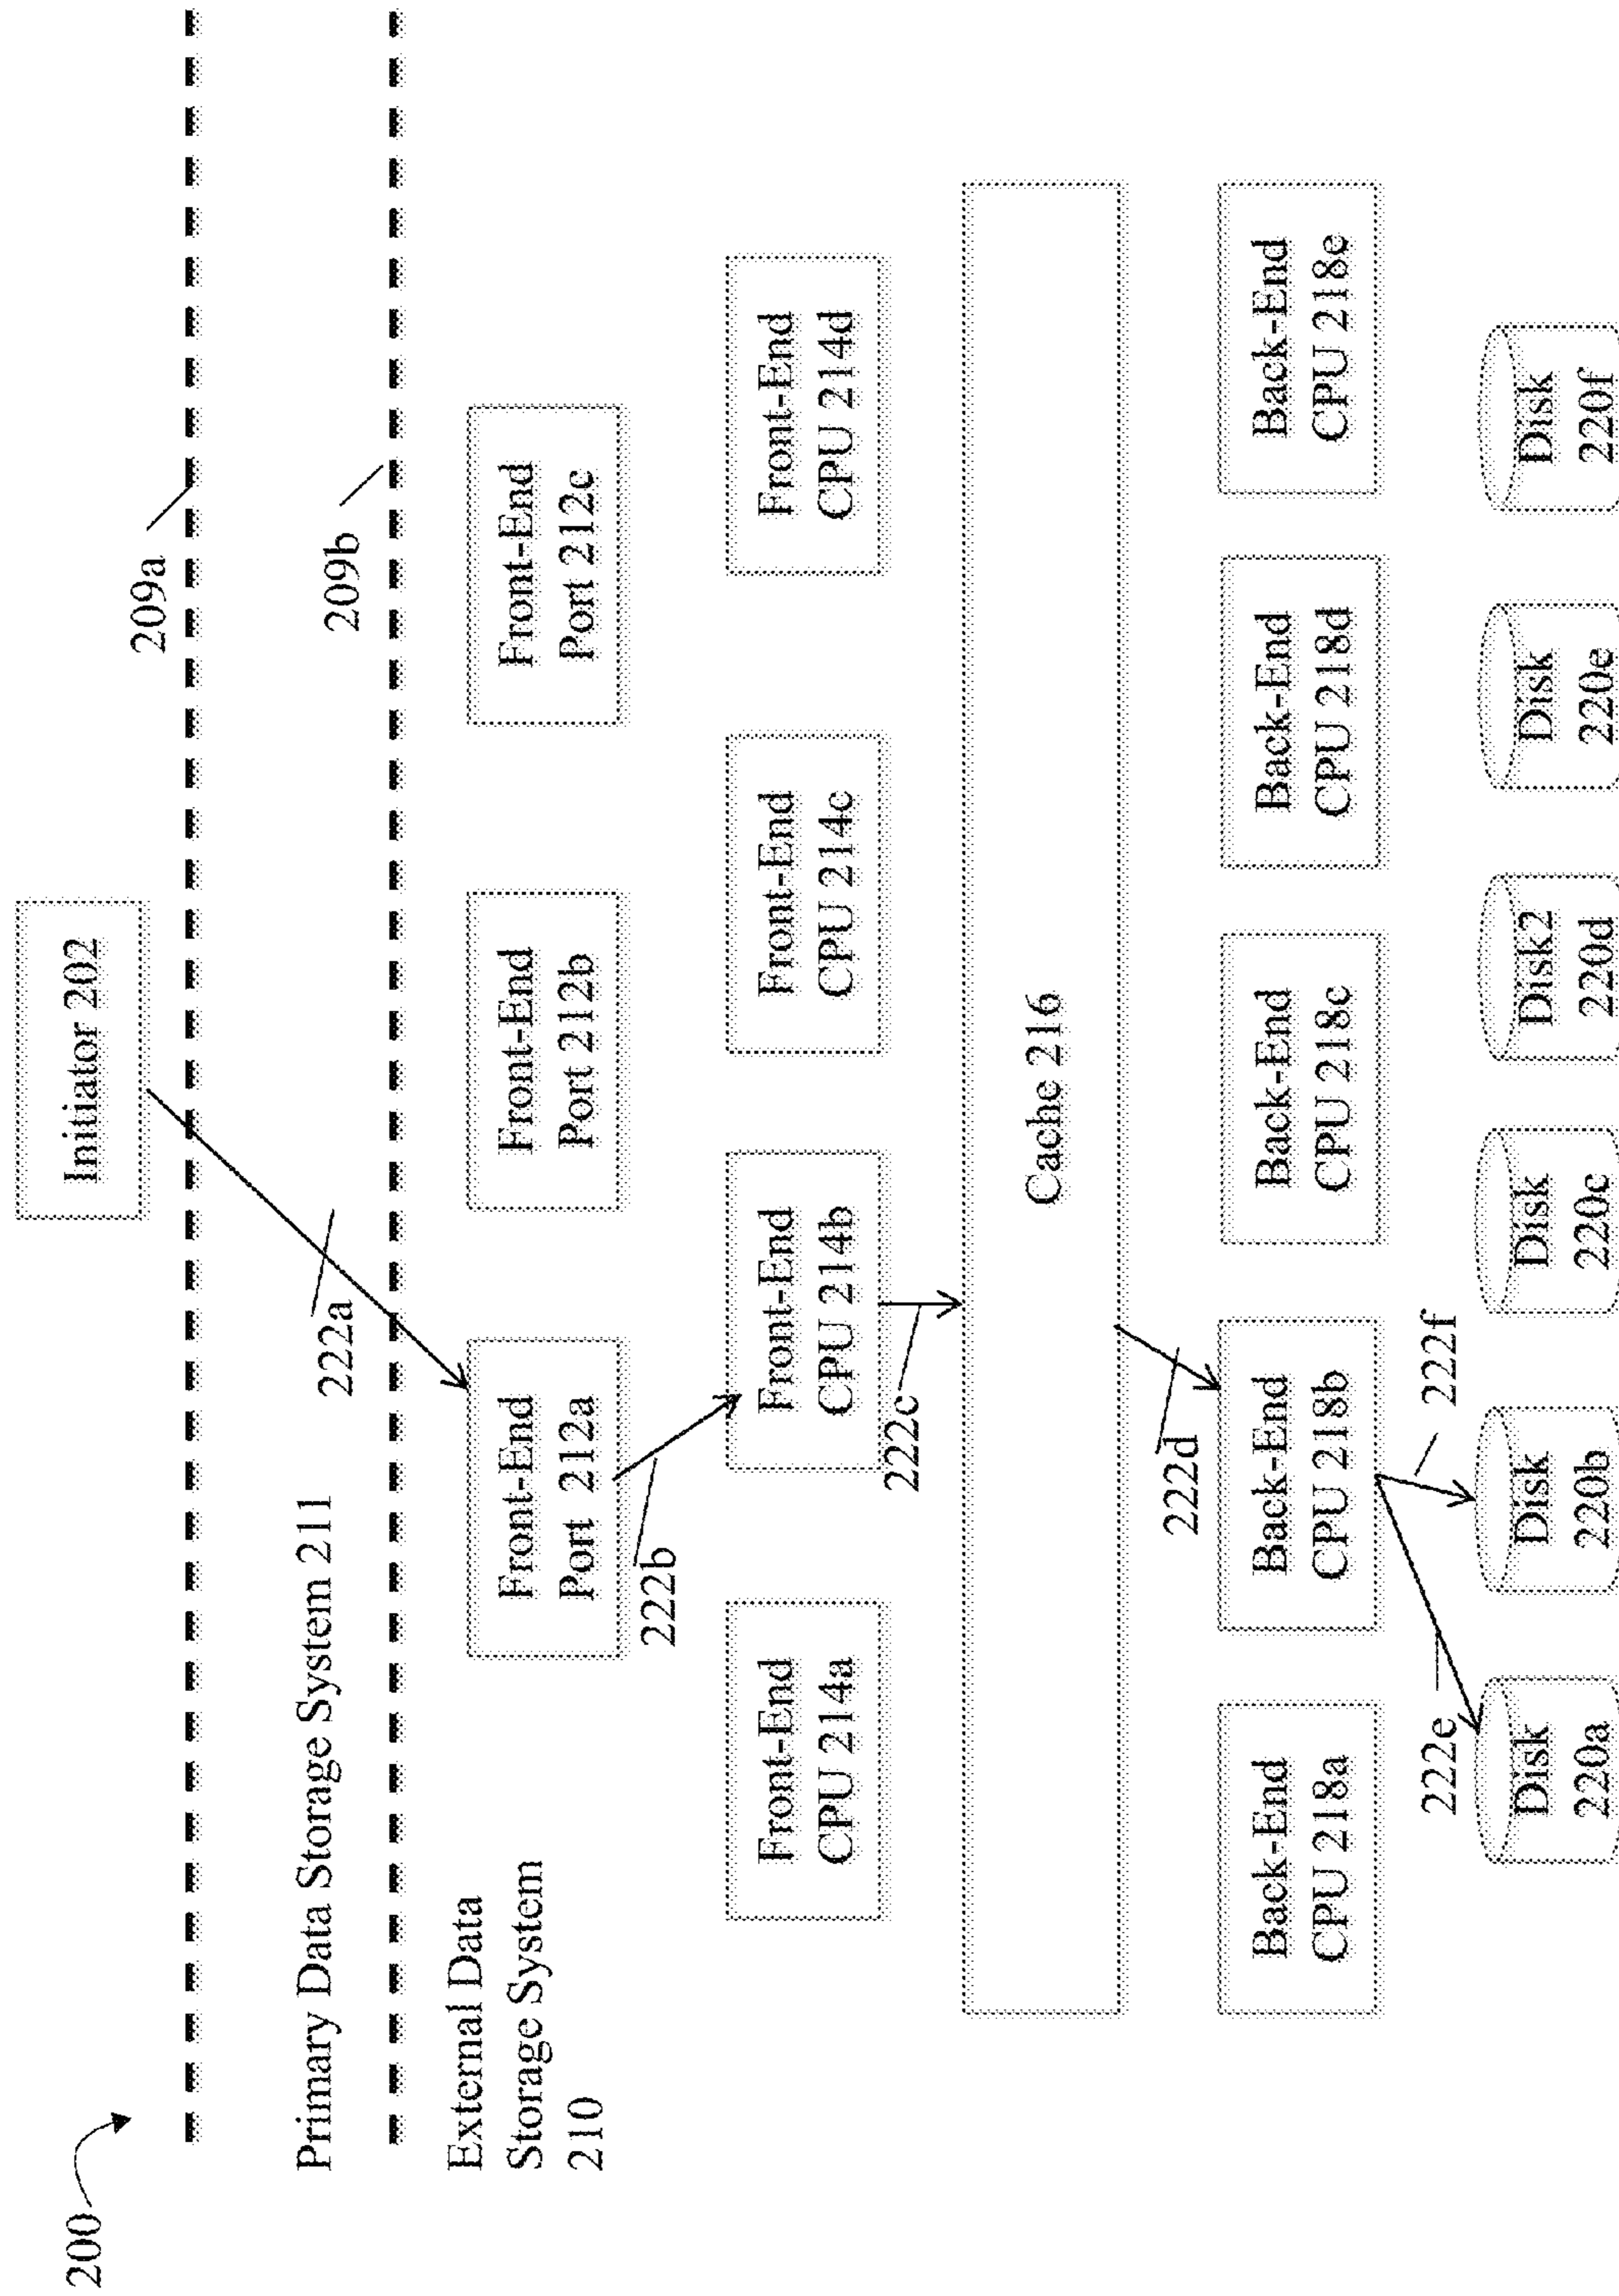 200
Initiator 202
209a
Primary Data Storage System 211
222a
209b
External Data
Storage System
210
Front-End
Port 212a
Front-End
Port 212b
Front-End
Port 212c
222b
Front-End
CPU 214a
Front-End
CPU 214b
Front-End
CPU 214c
Front-End
CPU 214d
222c
Cache 216
222d
Back-End
CPU 218a
Back-End
CPU 218b
Back-End
CPU 218c
Back-End
CPU 218d
Back-End
CPU 218e
222e
222f
Disk
220a
Disk
220b
Disk
220c
Disk2
220d
Disk
220e
Disk
220f